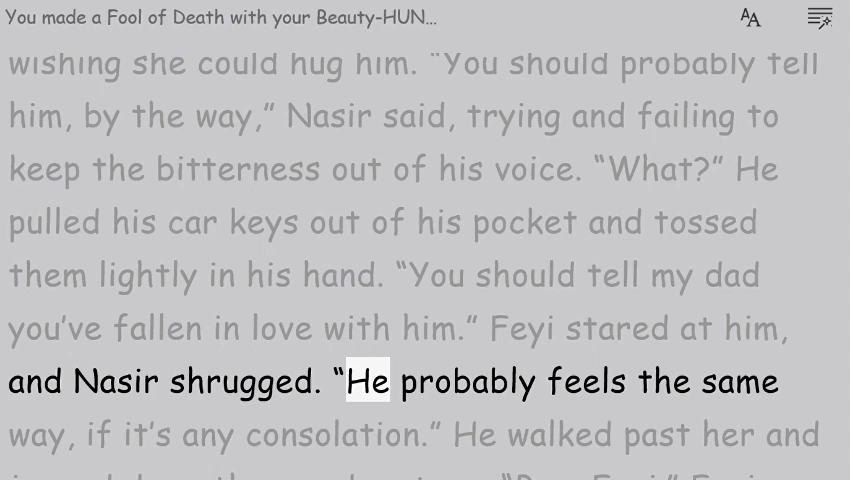 You made a Fool of Death with your Beauty-HUN...
wishing she could hug him. “You should probably tell
him, by the way,” Nasir said, trying and failing to
keep the bitterness out of his voice. “What?” He
pulled his car keys out of his pocket and tossed
them lightly in his hand. “You should tell my dad
you’ve fallen in love with him.” Feyi stared at him,
and Nasir shrugged. “He probably feels the same
way, if it’s any consolation.” He walked past her and